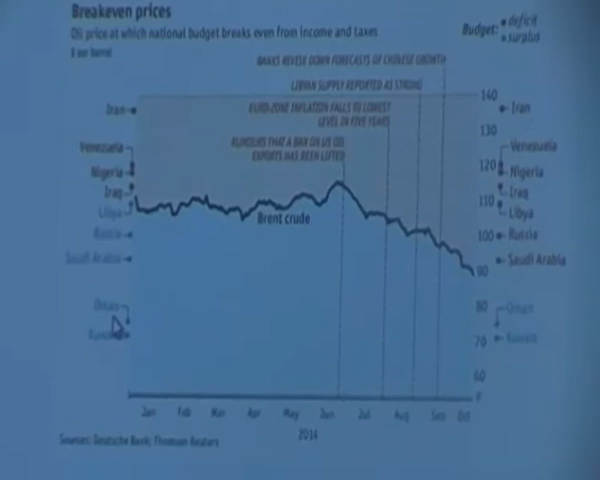 Breakeven prices
Oil price at which national budget breaks even from income and taxes
$ per barrel
Budget: • deficit
• surplus
BANKS REVISE DOWN FORECASTS OF CHINESE GROWTH
LIBYAN SUPPLY REPORTED AS STRONG
EURO-ZONE INFLATION FALLS TO LOWEST
LEVEL IN FIVE YEARS
RUMOURS THAT A BAN ON US OIL
EXPORTS HAS BEEN LIFTED
Iran
Venezuela
Nigeria
Iraq
Libya
Russia
Saudi Arabia
Oman
Kuwait
Brent crude
140
130
120
110
100
90
80
70
60
Iran
Venezuela
Nigeria
Iraq
Libya
Russia
Saudi Arabia
Oman
Kuwait
Jan Feb Mar Apr May Jun Jul Aug Sep Oct
2014
Sources: Deutsche Bank; Thomson Reuters